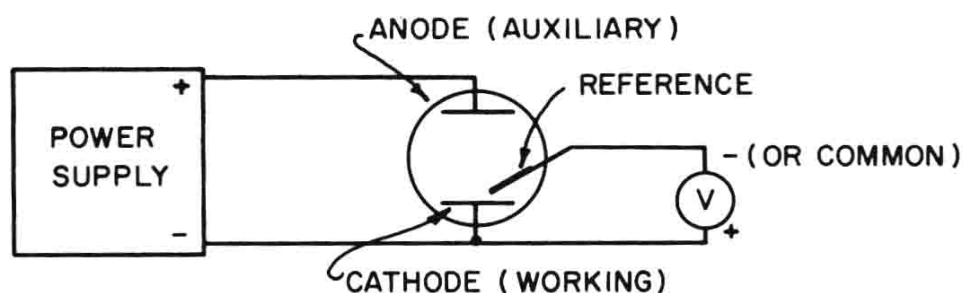 ANODE (AUXILIARY)
+
REFERENCE
POWER
SUPPLY
- (OR COMMON)
V
+
-
CATHODE (WORKING)